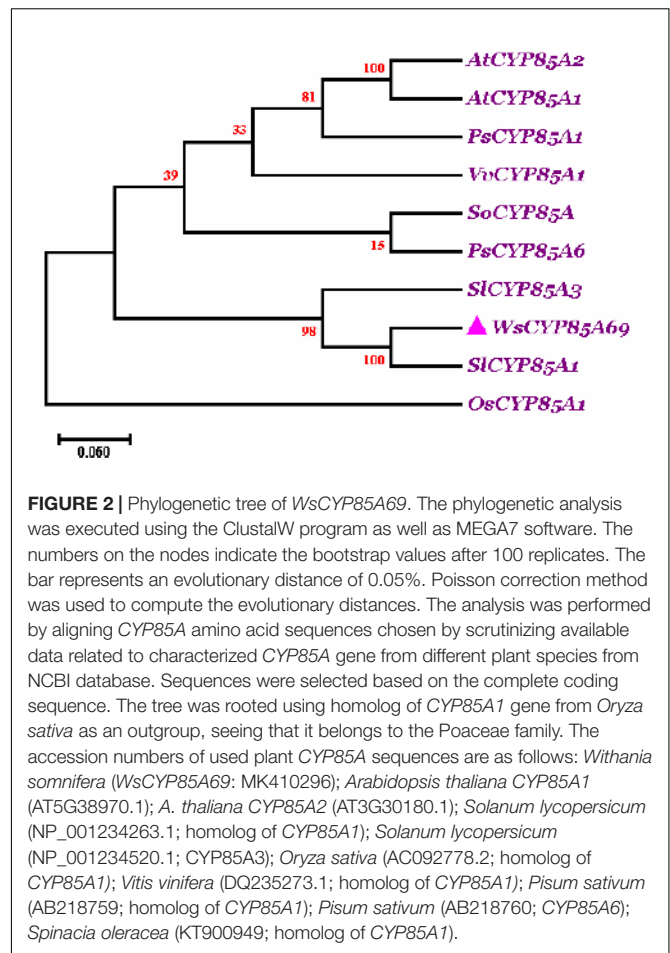 100
AtCYP85A2
81
AtCYP85A1
33
PsCYP85A1
39
VvCYP85A1
SoCYP85A
15
PsCYP85A6
SlCYP85A3
98
WsCYP85A69
100
SlCYP85A1
OsCYP85A1
0.050
FIGURE 2 | Phylogenetic tree of WsCYP85A69. The phylogenetic analysis
was executed using the ClustalW program as well as MEGA7 software. The
numbers on the nodes indicate the bootstrap values after 100 replicates. The
bar represents an evolutionary distance of 0.05%. Poisson correction method
was used to compute the evolutionary distances. The analysis was performed
by aligning CYP85A amino acid sequences chosen by scrutinizing available
data related to characterized CYP85A gene from different plant species from
NCBI database. Sequences were selected based on the complete coding
sequence. The tree was rooted using homolog of CYP85A1 gene from Oryza
sativa as an outgroup, seeing that it belongs to the Poaceae family. The
accession numbers of used plant CYP85A sequences are as follows: Withania
somnifera (WsCYP85A69: MK410296); Arabidopsis thaliana CYP85A1
(AT5G38970.1); A. thaliana CYP85A2 (AT3G30180.1); Solanum lycopersicum
(NP_001234263.1; homolog of CYP85A1); Solanum lycopersicum
(NP_001234520.1; CYP85A3); Oryza sativa (AC092778.2; homolog of
CYP85A1); Vitis vinifera (DQ235273.1; homolog of CYP85A1); Pisum sativum
(AB218759; homolog of CYP85A1); Pisum sativum (AB218760; CYP85A6);
Spinacia oleracea (KT900949; homolog of CYP85A1).